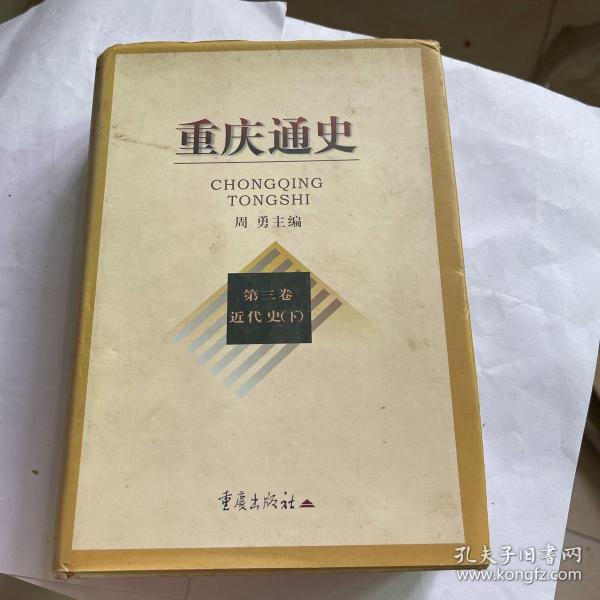 重庆通史
CHONGQING
TONGSHI
周 勇主编
第三卷
近代史(下)
重庆出版社
孔夫子旧书网
www.kongfz.com